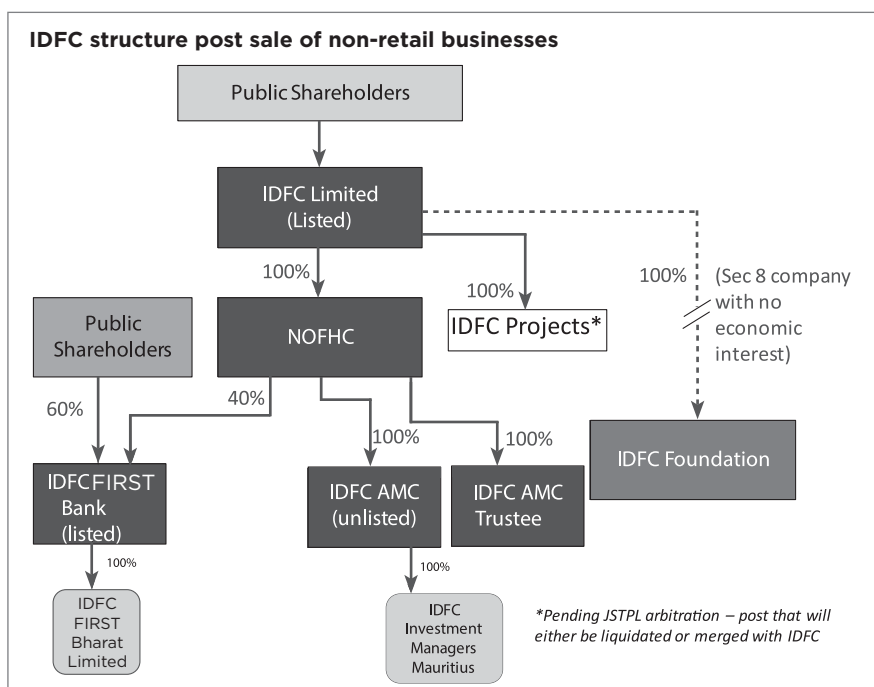 IDFC structure post sale of non-retail businesses
Public Shareholders
IDFC Limited
(Listed)
100%
100%
100%
(Sec 8 company
with no
economic
interest)
Public
Shareholders
NOFHC
IDFC Projects*
60%
40%
100%
100%
IDFC FIRST
Bank
(listed)
IDFC AMC
(unlisted)
IDFC AMC
Trustee
IDFC Foundation
100%
100%
IDFC
FIRST
Bharat
Limited
IDFC
Investment
Managers
Mauritius
*Pending JSTPL arbitration – post that will
either be liquidated or merged with IDFC